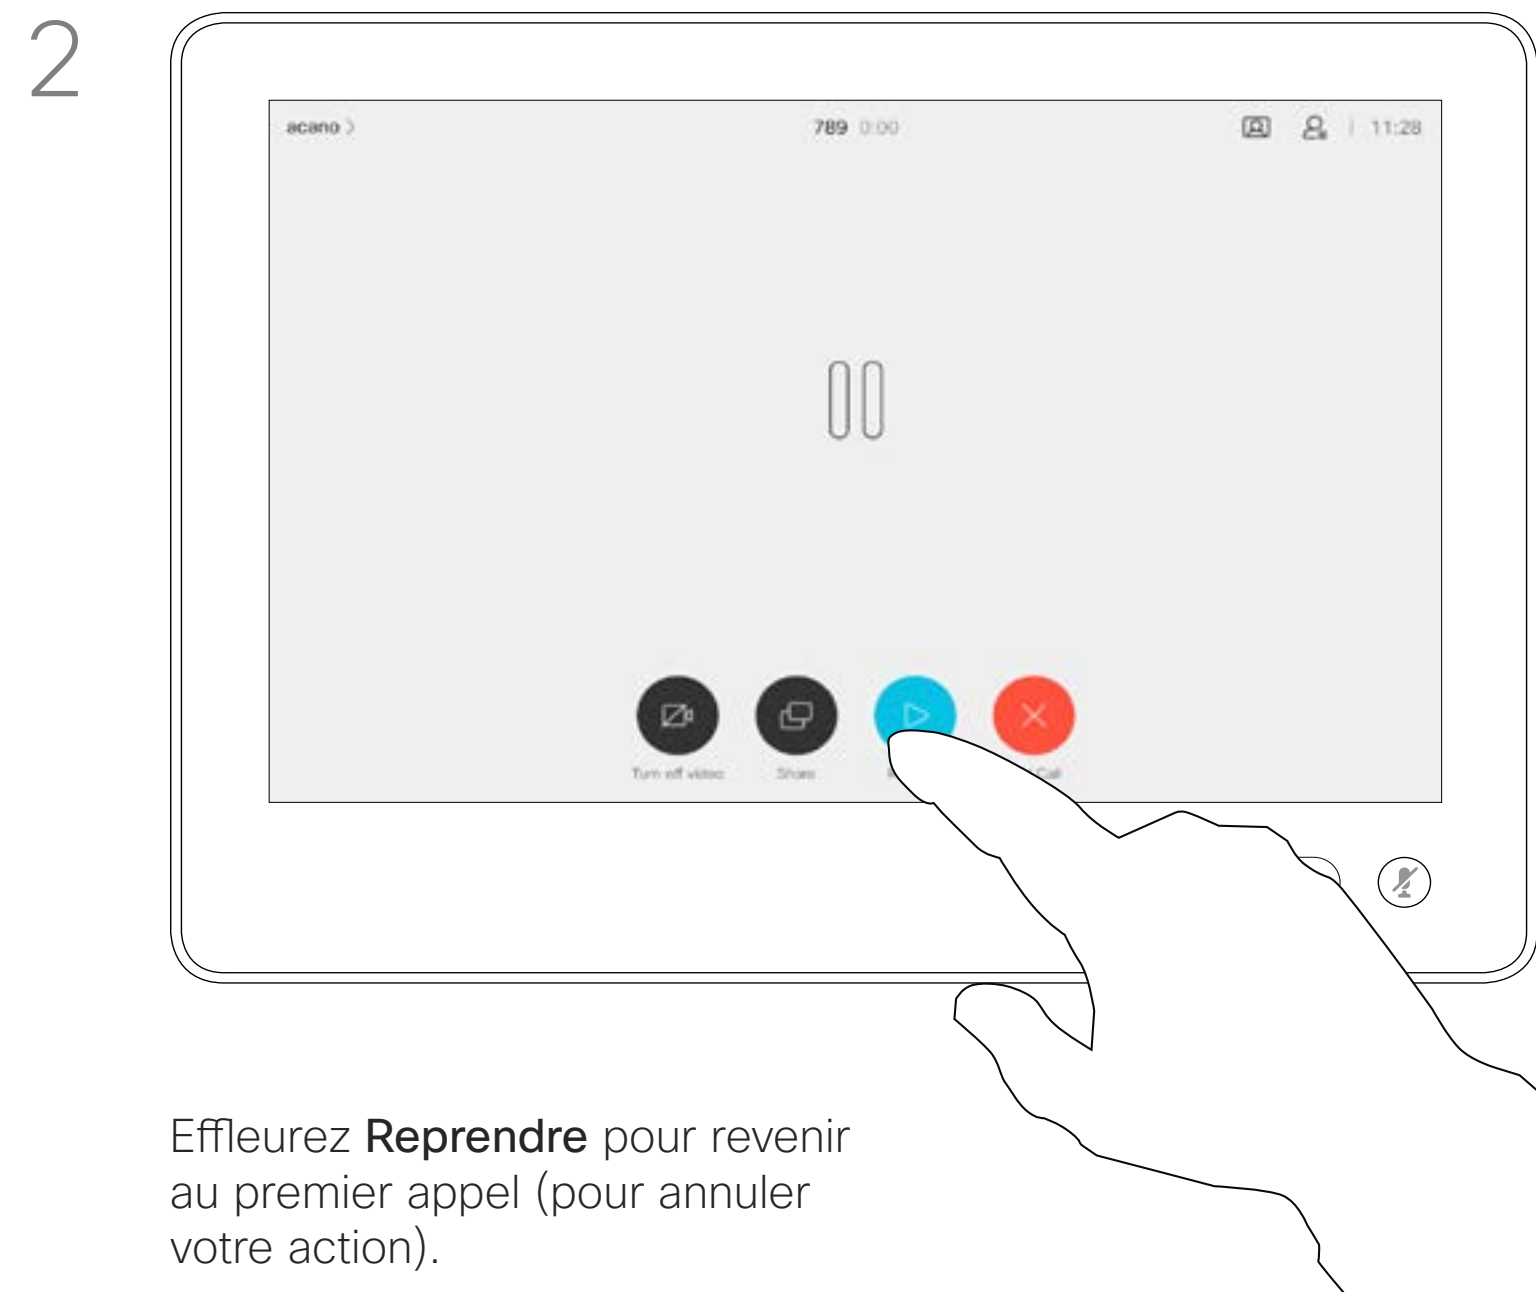 2
acano
789 0:00
11:28
Turn off video
Share
Call
Effleurez Reprendre pour revenir
au premier appel (pour annuler
votre action).